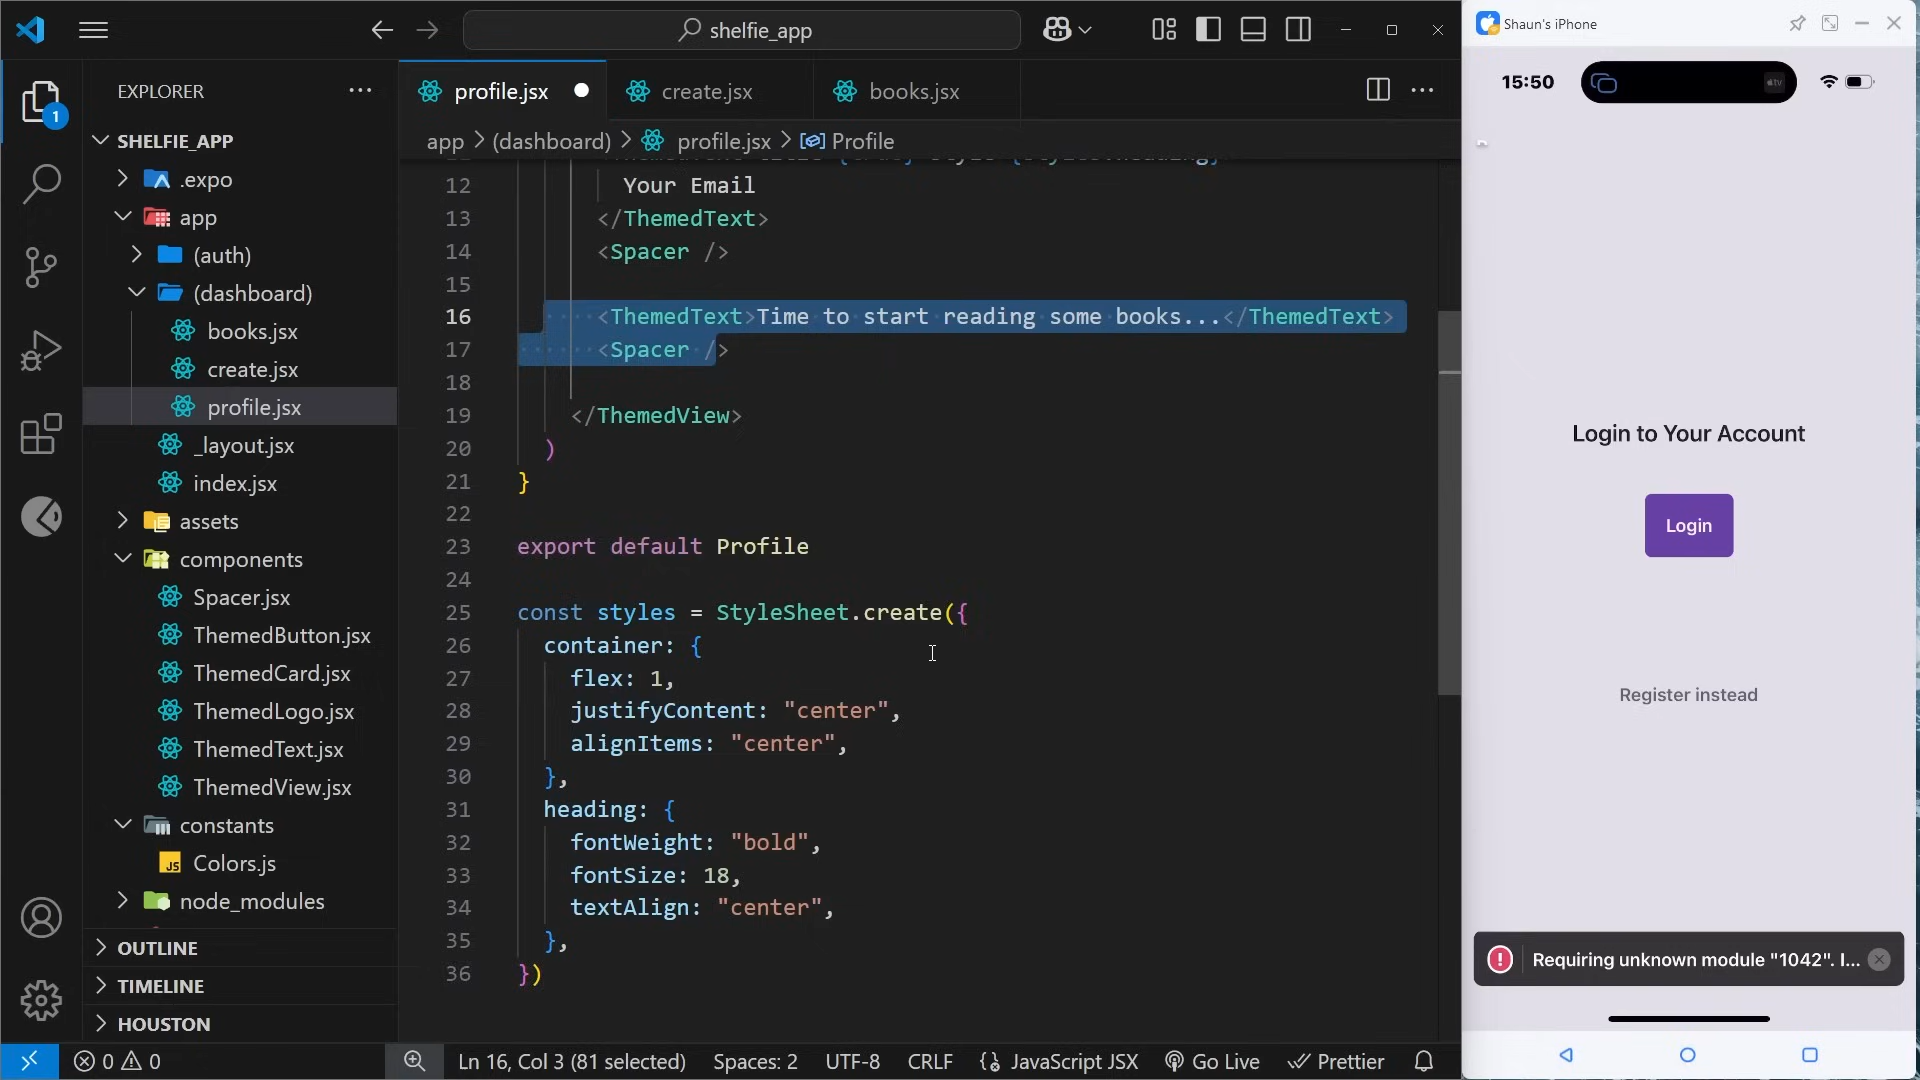 shelfie_app
Shaun's iPhone
EXPLORER
profile.jsx
create.jsx
books.jsx
app > (dashboard) > profile.jsx > Profile
SHELFIE_APP
.expo
app
(auth)
(dashboard)
books.jsx
create.jsx
profile.jsx
_layout.jsx
index.jsx
assets
components
Spacer.jsx
ThemedButton.jsx
ThemedCard.jsx
ThemedLogo.jsx
ThemedText.jsx
ThemedView.jsx
constants
JS Colors.js
node_modules
OUTLINE
TIMELINE
HOUSTON
1
12 Your Email
13 </ThemedText>
14 <Spacer />
15
16 <ThemedText>Time to start reading some books...</ThemedText>
17 <Spacer />
18
19 </ThemedView>
20 )
21 }
22
23 export default Profile
24
25 const styles = StyleSheet.create({
26 container: {
27 flex: 1,
28 justifyContent: "center",
29 alignItems: "center",
30 },
31 heading: {
32 fontWeight: "bold",
33 fontSize: 18,
34 textAlign: "center",
35 },
36 })
15:50
Login to Your Account
Login
Register instead
Requiring unknown module "1042". I...
0 0
Ln 16, Col 3 (81 selected)
Spaces: 2
UTF-8
CRLF
JavaScript JSX
Go Live
Prettier